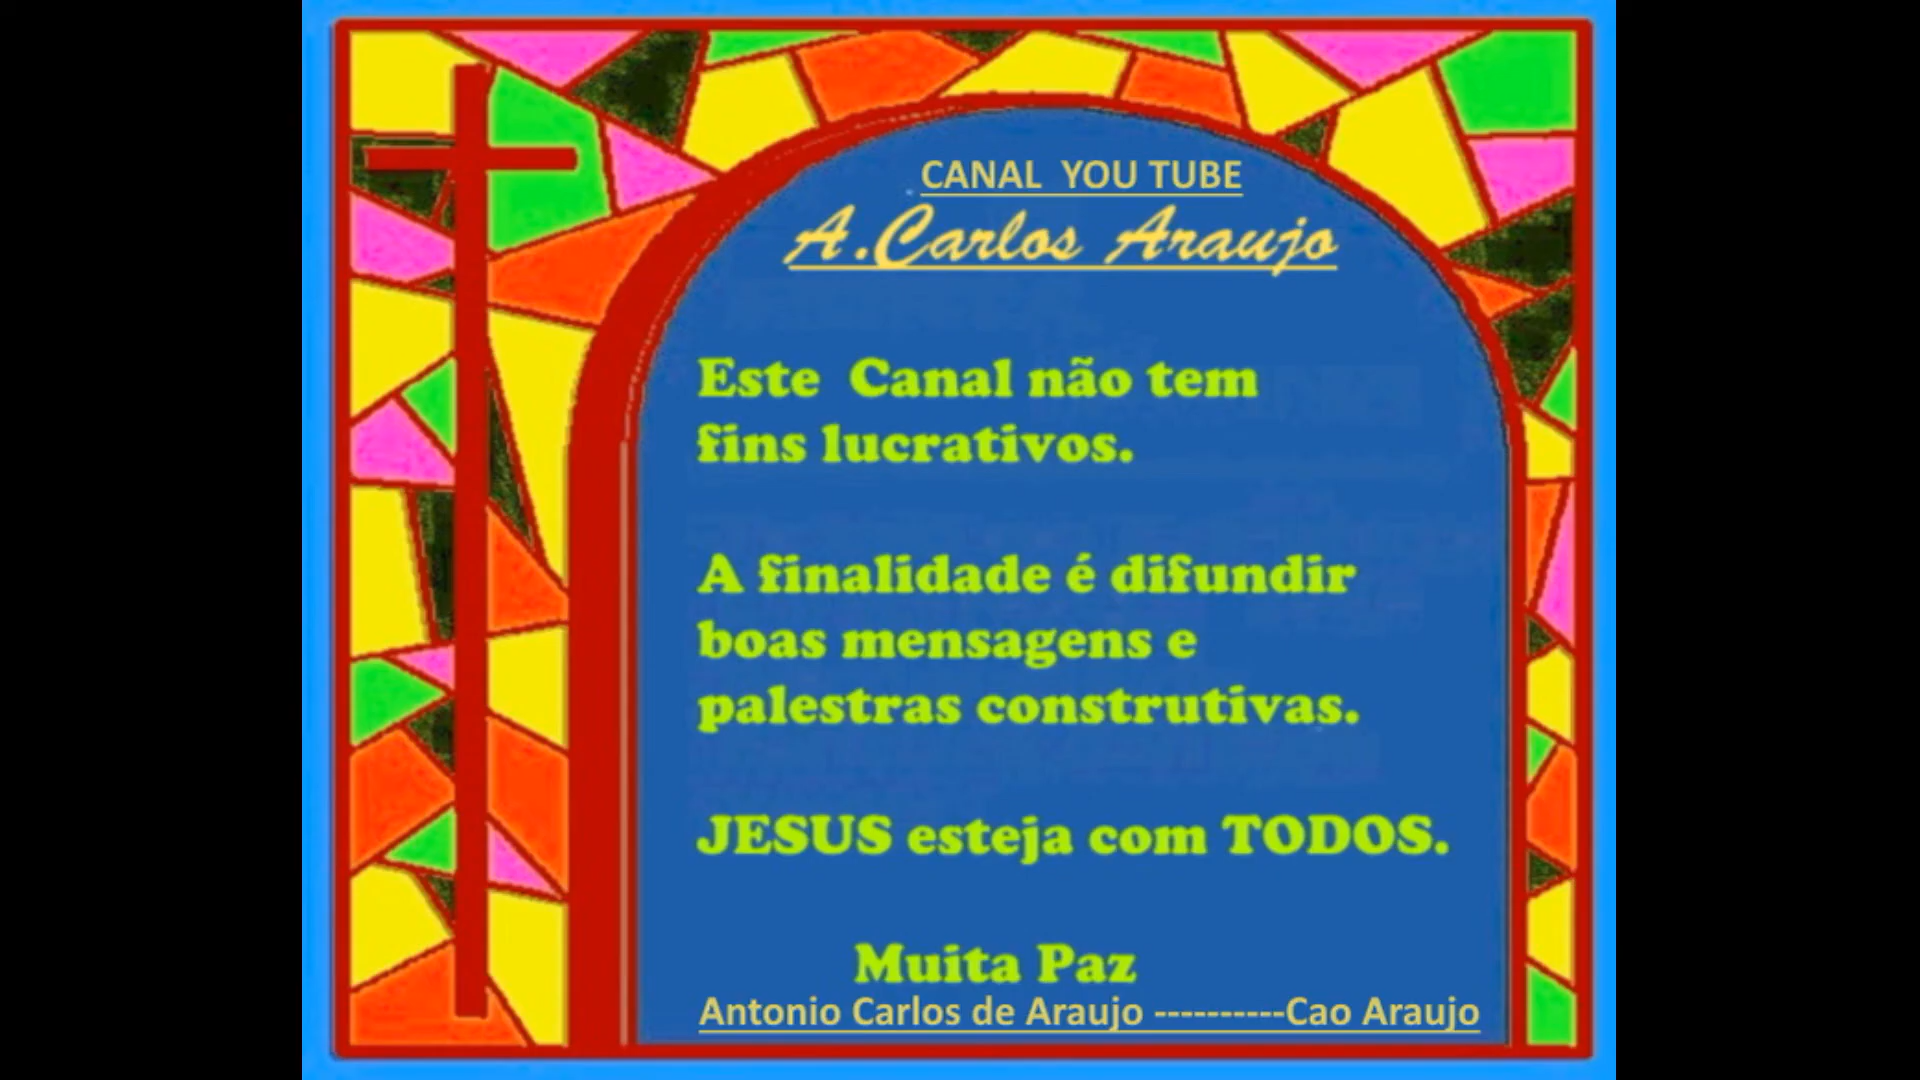 CANAL YOU TUBE
A.Carlos Araujo
Este Canal não tem
fins lucrativos.
A finalidade é difundir
boas mensagens e
palestras construtivas.
JESUS esteja com TODOS.
Muita Paz
Antonio Carlos de Araujo ----------Cao Araujo